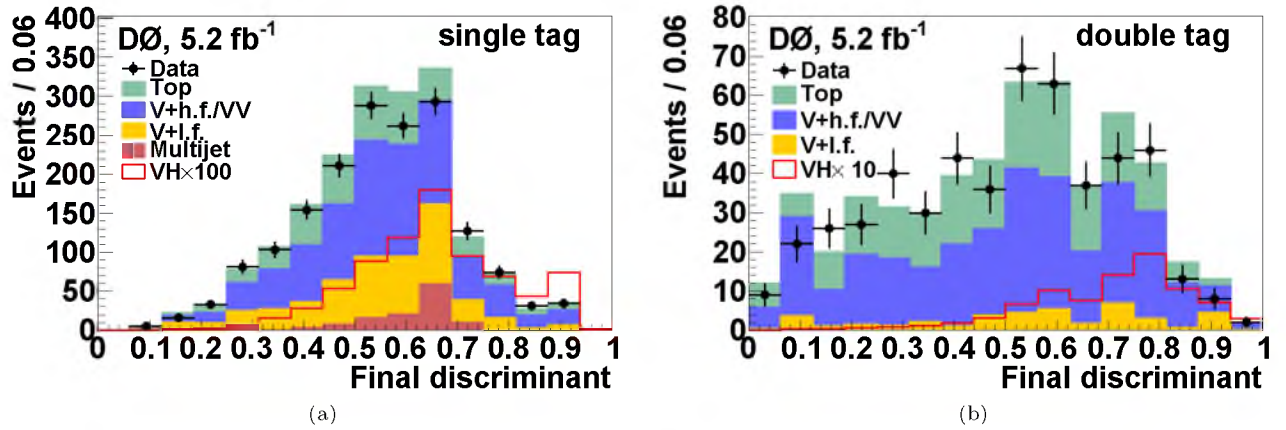 Events / 0.06
400
350
300
250
200
150
100
50
0
DØ, 5.2 fb-1
single tag
Data
Top
V+h.f./VV
V+l.f.
Multijet
VH×100
0 0.1 0.2 0.3 0.4 0.5 0.6 0.7 0.8 0.9 1
Final discriminant
(a)
Events / 0.06
80
70
60
50
40
30
20
10
0
DØ, 5.2 fb-1
double tag
Data
Top
V+h.f./VV
V+l.f.
VH× 10
0 0.1 0.2 0.3 0.4 0.5 0.6 0.7 0.8 0.9 1
Final discriminant
(b)